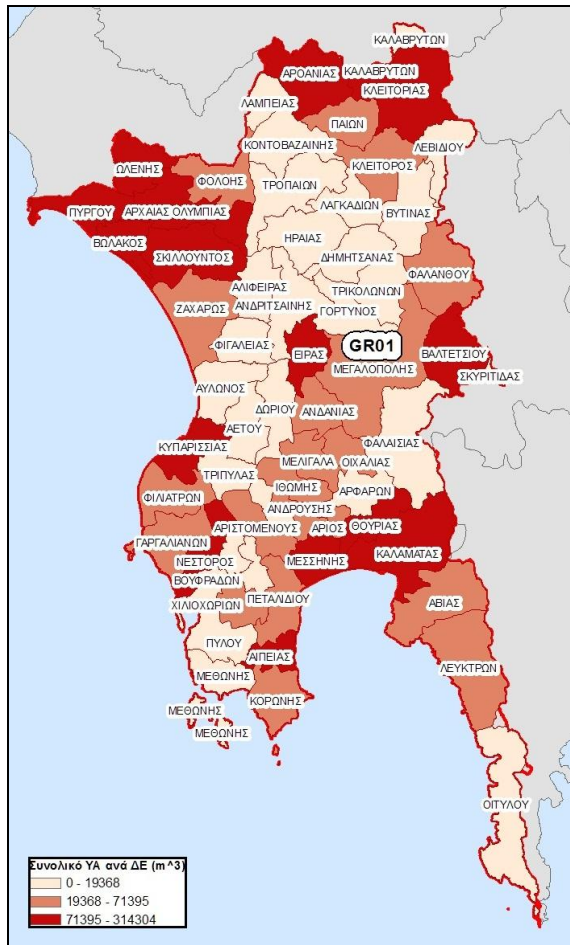 ΚΑΛΑΒΡΥΤΩΝ
ΑΡΟΑΝΙΑΣ
ΚΑΛΑΒΡΥΤΩΝ
ΚΛΕΙΤΟΡΙΑΣ
ΛΑΜΠΕΙΑΣ
ΠΑΙΩΝ
ΚΟΝΤΟΒΑΖΑΙΝΗΣ
ΛΕΒΙΔΙΟΥ
ΩΛΕΝΗΣ
ΚΛΕΙΤΟΡΟΣ
ΦΟΛΟΗΣ
ΤΡΟΠΑΙΩΝ
ΛΑΓΚΑΔΙΩΝ
ΒΥΤΙΝΑΣ
ΠΥΡΓΟΥ
ΑΡΧΑΙΑΣ ΟΛΥΜΠΙΑΣ
ΒΩΛΑΚΟΣ
ΗΡΑΙΑΣ
ΣΚΙΛΛΟΥΝΤΟΣ
ΔΗΜΗΤΣΑΝΑΣ
ΦΑΛΑΝΘΟΥ
ΑΛΙΦΕΙΡΑΣ
ΤΡΙΚΟΛΩΝΩΝ
ΖΑΧΑΡΩΣ
ΑΝΔΡΙΤΣΑΙΝΗΣ
ΓΟΡΤΥΝΟΣ
ΦΙΓΑΛΕΙΑΣ
ΕΙΡΑΣ
GR01
ΒΑΛΤΕΤΣΙΟΥ
ΜΕΓΑΛΟΠΟΛΗΣ
ΣΚΥΡΙΤΙΔΑΣ
ΑΥΛΩΝΟΣ
ΔΩΡΙΟΥ
ΑΝΔΑΝΙΑΣ
ΑΕΤΟΥ
ΦΑΛΑΙΣΙΑΣ
ΚΥΠΑΡΙΣΣΙΑΣ
ΜΕΛΙΓΑΛΑ
ΟΙΧΑΛΙΑΣ
ΤΡΙΠΥΛΑΣ
ΙΘΩΜΗΣ
ΑΡΦΑΡΩΝ
ΦΙΛΙΑΤΡΩΝ
ΑΝΔΡΟΥΣΗΣ
ΑΡΙΣΤΟΜΕΝΟΥΣ
ΑΡΙΟΣ
ΘΟΥΡΙΑΣ
ΓΑΡΓΑΛΙΑΝΩΝ
ΚΑΛΑΜΑΤΑΣ
ΝΕΣΤΟΡΟΣ
ΜΕΣΣΗΝΗΣ
ΒΟΥΦΡΑΔΩΝ
ΠΕΤΑΛΙΔΙΟΥ
ΑΒΙΑΣ
ΧΙΛΙΟΧΩΡΙΩΝ
ΠΥΛΟΥ
ΑΙΠΕΙΑΣ
ΛΕΥΚΤΡΩΝ
ΜΕΘΩΝΗΣ
ΚΟΡΩΝΗΣ
ΜΕΘΩΝΗΣ
ΜΕΘΩΝΗΣ
ΟΙΤΥΛΟΥ
Συνολικό ΥΑ ανά ΔΕ (m^3)
0 - 19368
19368 - 71395
71395 - 314304